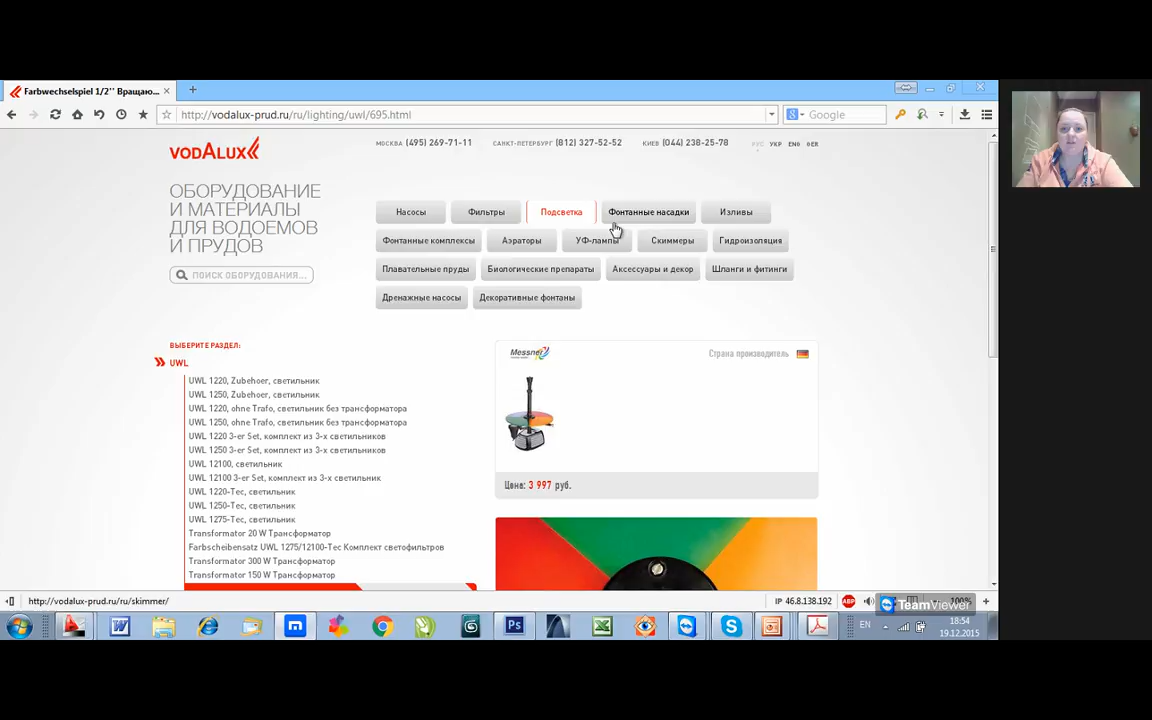 Farbwechselspiel 1/2'' Вращаю...
http://vodalux-prud.ru/ru/lighting/uwl/695.html
Google
VODALUX
МОСКВА (495) 269-71-11 САНКТ-ПЕТЕРБУРГ (812) 327-52-52 КИЕВ (044) 238-25-78 РУС УКР ENG GER
ОБОРУДОВАНИЕ
И МАТЕРИАЛЫ
ДЛЯ ВОДОЕМОВ
И ПРУДОВ
ПОИСК ОБОРУДОВАНИЯ...
Насосы Фильтры Подсветка Фонтанные насадки Изливы
Фонтанные комплексы Аэраторы УФ-лампы Скиммеры Гидроизоляция
Плавательные пруды Биологические препараты Аксессуары и декор Шланги и фитинги
Дренажные насосы Декоративные фонтаны
ВЫБЕРИТЕ РАЗДЕЛ:
UWL
UWL 1220, Zubehoer, светильник
UWL 1250, Zubehoer, светильник
UWL 1220, ohne Trafo, светильник без трансформатора
UWL 1250, ohne Trafo, светильник без трансформатора
UWL 1220 3-er Set, комплект из 3-х светильников
UWL 1250 3-er Set, комплект из 3-х светильников
UWL 12100, светильник
UWL 12100 3-er Set, комплект из 3-х светильника
UWL 1220-Tec, светильник
UWL 1250-Tec, светильник
UWL 1275-Tec, светильник
Transformator 20 W Трансформатор
Farbscheibensatz UWL 1275/12100-Tec Комплект светофильтров
Transformator 300 W Трансформатор
Transformator 150 W Трансформатор
Messner
Страна производитель
Цена: 3 997 руб.
http://vodalux-prud.ru/ru/skimmer/
IP 46.8.138.192
ABP
100%
TeamViewer
EN
18:54
19.12.2015